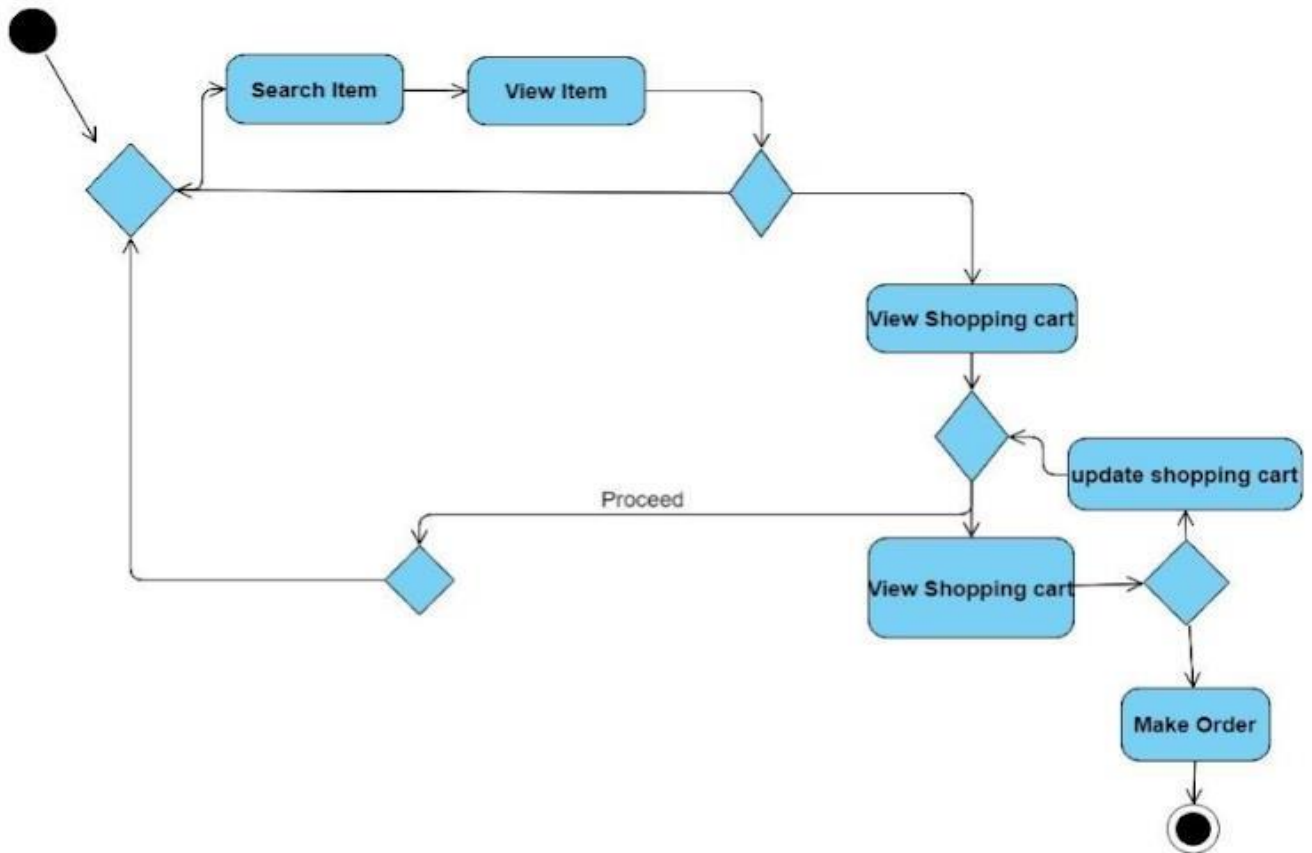 Search Item
View Item
View Shopping cart
update shopping cart
Proceed
View Shopping cart
Make Order